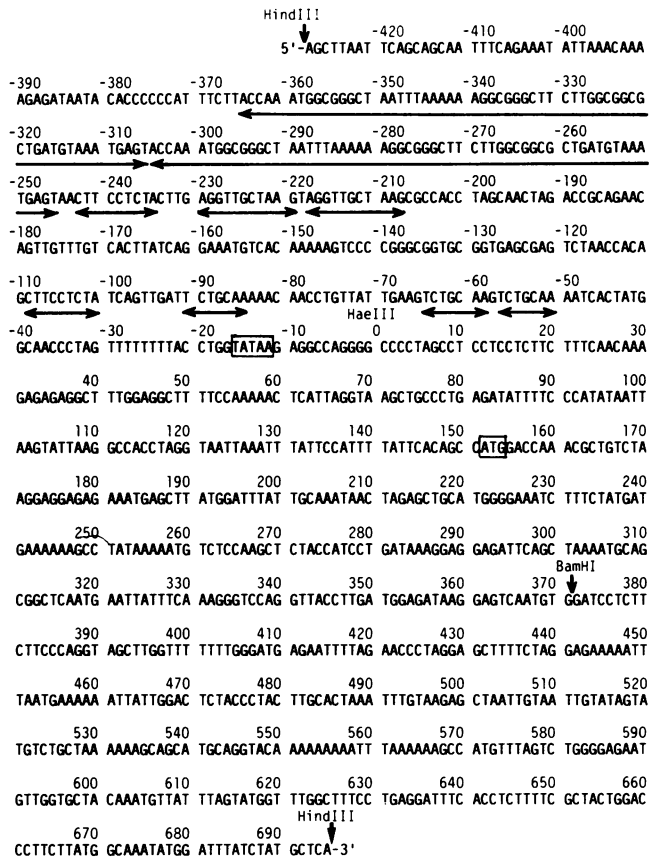 HindIII
-420 -410 -400
5'-AGCTTAATT TCAGCAGCAA TTTCAGAAAT ATTAAACAAA
-390 -380 -370 -360 -350 -340 -330
AGAGATAATA CACCCCCCAT TTCTTACCAA ATGGCGGGCT AATTTAAAAA AGGCGGGCTT CTTGGCGGCG
-320 -310 -300 -290 -280 -270 -260
CTGATGTAAA TGAGTACCAA ATGGCGGGCT AATTTAAAAA AGGCGGGCTT CTTGGCGGCG CTGATGTAAA
-250 -240 -230 -220 -210 -200 -190
TGAGTAACTT CCTCTACTTG AGGTTGCTAA GTAGGTTGCT AAGCGCCACC TAGCAACTAG ACCGCAGAAC
-180 -170 -160 -150 -140 -130 -120
AGTTGTTTGT CACTTATCAG GAAATGTCAC AAAAAGTCCC CGGGCGGTGC GGTGAGCGAG TCTAACCACA
-110 -100 -90 -80 -70 -60 -50
GCTTCCTCTA TCAGTTGATT CTGCAAAAAC AACCTGTTAT TGAAGTCTGC AAGTCTGCAA AATCACTATG
HaeIII
-40 -30 -20 -10 0 10 20
GCAACCCTAG TTTTTTTTAC CTGGTATAAG AGGCCAGGGG CCCCTAGCCT CCTCCTCTTC TTTCAACAAA
40 50 60 70 80 90 100
GAGAGAGGCT TTGGAGGCTT TTCCAAAAAC TCATTAGGTA AGCTGCCCTG AGATATTTTC CCATATAATT
110 120 130 140 150 160 170
AAGTATTAAG GCCACCTAGG TAATTAAATT TATTCCATTT TATTCACAGC CATGGACCAA ACGCTGTCTA
180 190 200 210 220 230 240
AGGAGGAGAG AAATGAGCTT ATGGATTTAT TGCAAATAAC TAGAGCTGCA TGGGGAAATC TTTCTATGAT
250 260 270 280 290 300 310
GAAAAAAGCC TATAAAAATG TCTCCAAGCT CTACCATCCT GATAAAGGAG GAGATTCAGC TAAAATGCAG
BamHI
320 330 340 350 360 370 380
CGGCTCAATG AATTATTTCA AAGGGTCCAG GTTACCTTGA TGGAGATAAG GAGTCAATGT GGATCCTCTT
390 400 410 420 430 440 450
CTTCCCAGGT AGCTTGGTTT TTTTGGGATG AGAATTTTAG AACCCTAGGA GCTTTTCTAG GAGAAAAATT
460 470 480 490 500 510 520
TAATGAAAAA AATTATTGGAC TCTACCCTAC TTGCACTAAA TTTGTAAGAG CTAATTGTAA TTGTATAGTA
530 540 550 560 570 580 590
TGTCTGCTAA AAAAGCAGCA TGCAGGTACA AAAAAAAATT TAAAAAAGCC ATGTTTAGTC TGGGGAGAAT
600 610 620 630 640 650 660
GTTGGTGCTA CAAATGTTAT TTAGTATGGT TTGGCTTTCC TGAGGATTTC ACCTCTTTTC GCTACTGGAC
HindIII
670 680 690
CCTTCTTATG GCAAATATGG ATTTATCTAT GCTCA-3'